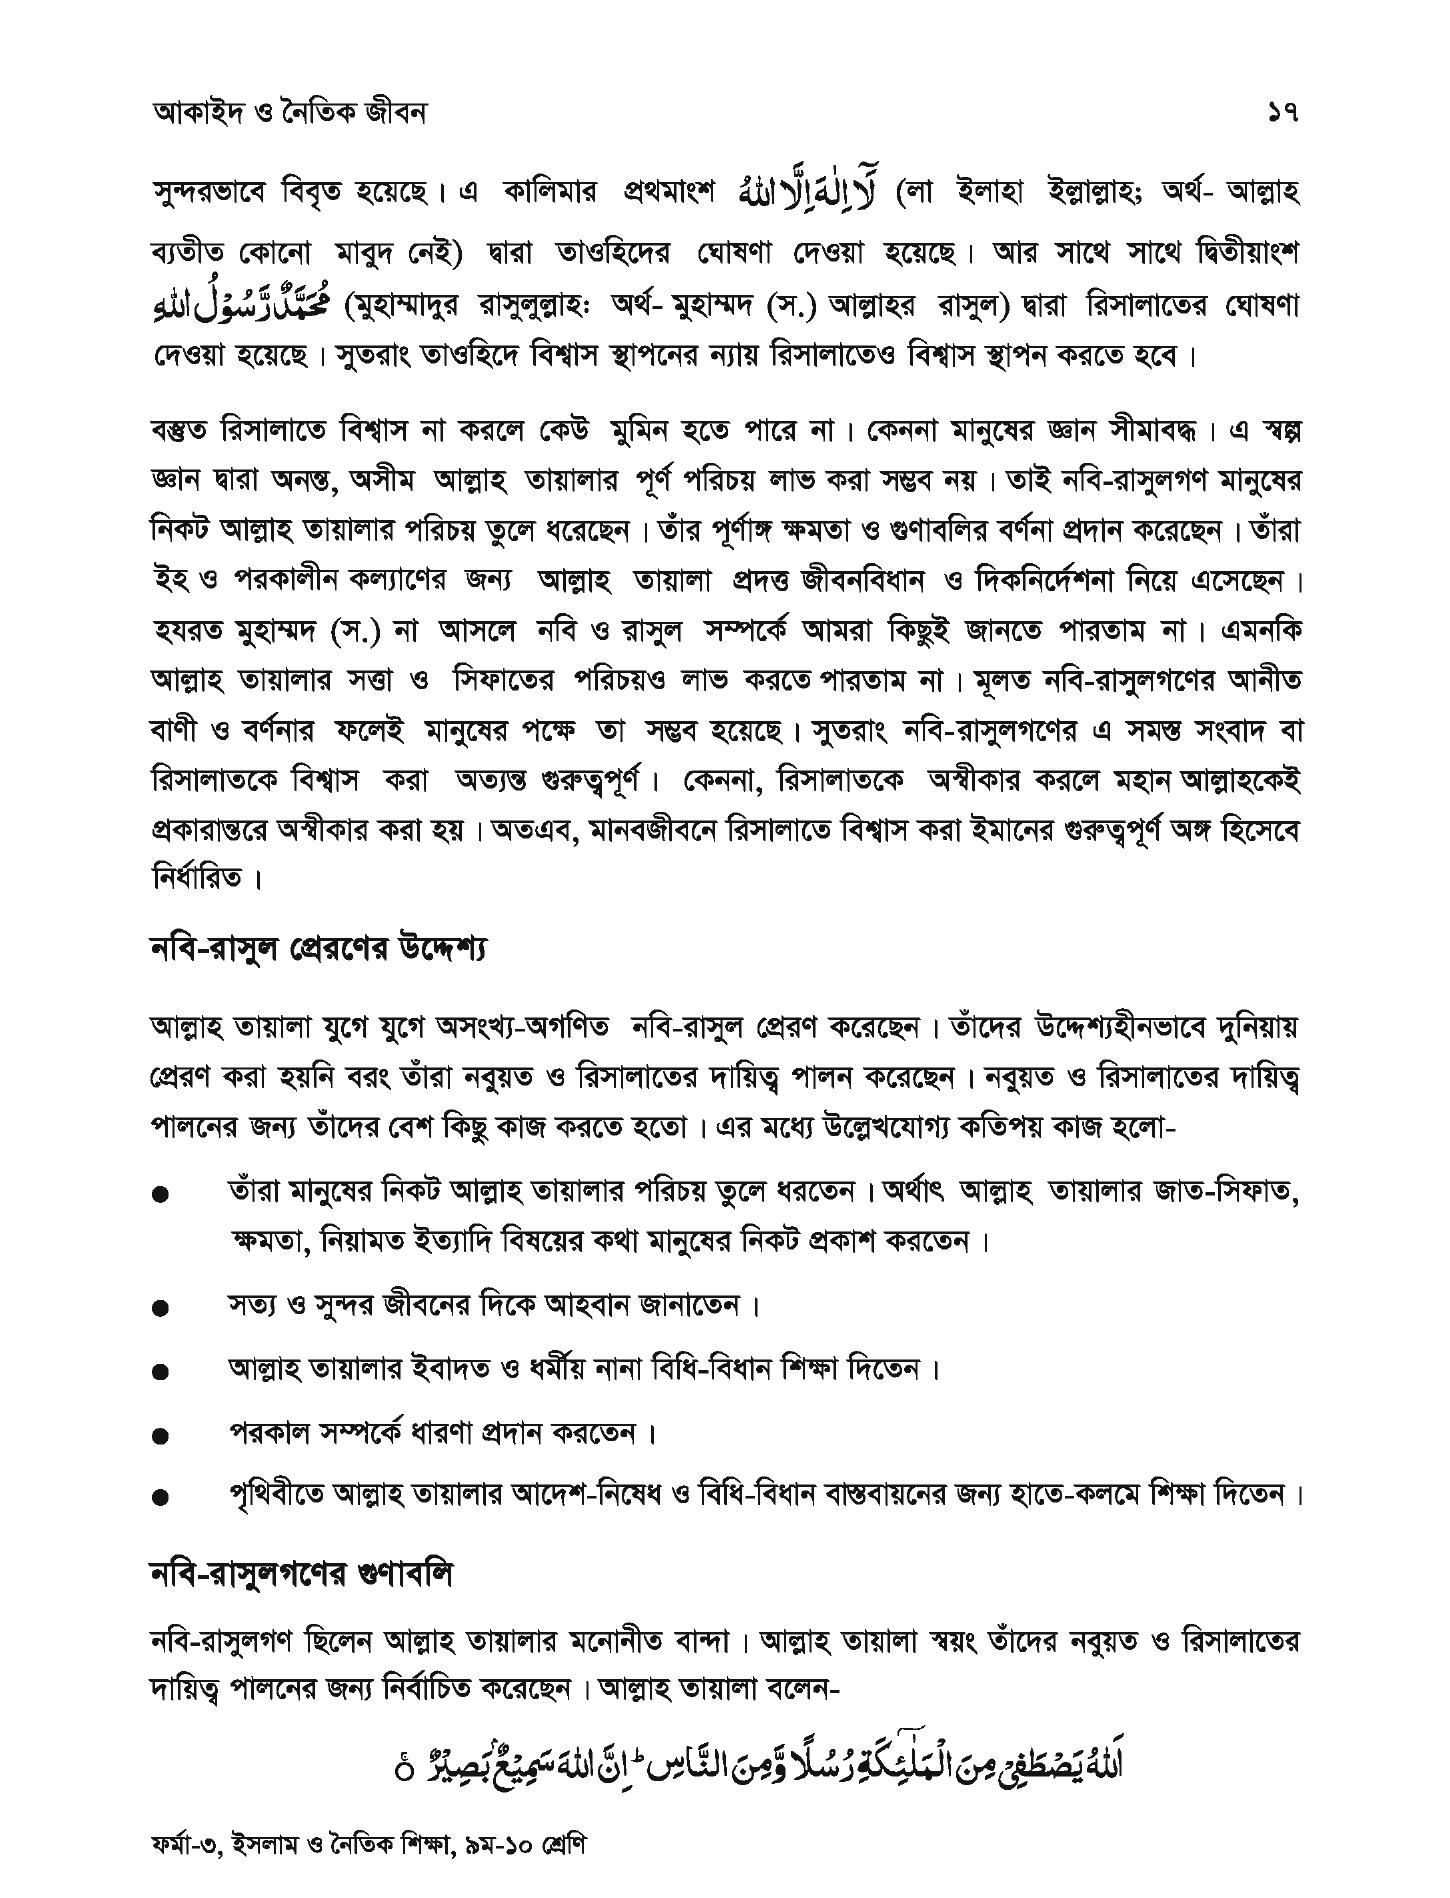 আকাইদ ও নৈতিক জীবন ১৭
সুন্দরভাবে বিবৃত হয়েছে। এ কালিমার প্রথমাংশ لَآ اِلٰهَ اِلَّا اللهُ (লা ইলাহা ইল্লাল্লাহ; অর্থ- আল্লাহ
ব্যতীত কোনো মাবুদ নেই) দ্বারা তাওহিদের ঘোষণা দেওয়া হয়েছে। আর সাথে সাথে দ্বিতীয়াংশ
مُحَمَّدٌ رَّسُوْلُ اللهِ (মুহাম্মাদুর রাসুলুল্লাহ: অর্থ- মুহাম্মদ (স.) আল্লাহর রাসুল) দ্বারা রিসালাতের ঘোষণা
দেওয়া হয়েছে। সুতরাং তাওহিদে বিশ্বাস স্থাপনের ন্যায় রিসালাতেও বিশ্বাস স্থাপন করতে হবে।
বস্তুত রিসালাতে বিশ্বাস না করলে কেউ মুমিন হতে পারে না। কেননা মানুষের জ্ঞান সীমাবদ্ধ। এ স্বল্প
জ্ঞান দ্বারা অনন্ত, অসীম আল্লাহ তায়ালার পূর্ণ পরিচয় লাভ করা সম্ভব নয়। তাই নবি-রাসুলগণ মানুষের
নিকট আল্লাহ তায়ালার পরিচয় তুলে ধরেছেন। তাঁর পূর্ণাঙ্গ ক্ষমতা ও গুণাবলির বর্ণনা প্রদান করেছেন। তাঁরা
ইহ ও পরকালীন কল্যাণের জন্য আল্লাহ তায়ালা প্রদত্ত জীবনবিধান ও দিকনির্দেশনা নিয়ে এসেছেন।
হযরত মুহাম্মদ (স.) না আসলে নবি ও রাসুল সম্পর্কে আমরা কিছুই জানতে পারতাম না। এমনকি
আল্লাহ তায়ালার সত্তা ও সিফাতের পরিচয়ও লাভ করতে পারতাম না। মূলত নবি-রাসুলগণের আনীত
বাণী ও বর্ণনার ফলেই মানুষের পক্ষে তা সম্ভব হয়েছে। সুতরাং নবি-রাসুলগণের এ সমস্ত সংবাদ বা
রিসালাতকে বিশ্বাস করা অত্যন্ত গুরুত্বপূর্ণ। কেননা, রিসালাতকে অস্বীকার করলে মহান আল্লাহকেই
প্রকারান্তরে অস্বীকার করা হয়। অতএব, মানবজীবনে রিসালাতে বিশ্বাস করা ইমানের গুরুত্বপূর্ণ অঙ্গ হিসেবে
নির্ধারিত।
নবি-রাসুল প্রেরণের উদ্দেশ্য
আল্লাহ তায়ালা যুগে যুগে অসংখ্য-অগণিত নবি-রাসুল প্রেরণ করেছেন। তাঁদের উদ্দেশ্যহীনভাবে দুনিয়ায়
প্রেরণ করা হয়নি বরং তাঁরা নবুয়ত ও রিসালাতের দায়িত্ব পালন করেছেন। নবুয়ত ও রিসালাতের দায়িত্ব
পালনের জন্য তাঁদের বেশ কিছু কাজ করতে হতো। এর মধ্যে উল্লেখযোগ্য কতিপয় কাজ হলো-
● তাঁরা মানুষের নিকট আল্লাহ তায়ালার পরিচয় তুলে ধরতেন। অর্থাৎ আল্লাহ তায়ালার জাত-সিফাত,
ক্ষমতা, নিয়ামত ইত্যাদি বিষয়ের কথা মানুষের নিকট প্রকাশ করতেন।
● সত্য ও সুন্দর জীবনের দিকে আহবান জানাতেন।
● আল্লাহ তায়ালার ইবাদত ও ধর্মীয় নানা বিধি-বিধান শিক্ষা দিতেন।
● পরকাল সম্পর্কে ধারণা প্রদান করতেন।
● পৃথিবীতে আল্লাহ তায়ালার আদেশ-নিষেধ ও বিধি-বিধান বাস্তবায়নের জন্য হাতে-কলমে শিক্ষা দিতেন।
নবি-রাসুলগণের গুণাবলি
নবি-রাসুলগণ ছিলেন আল্লাহ তায়ালার মনোনীত বান্দা। আল্লাহ তায়ালা স্বয়ং তাঁদের নবুয়ত ও রিসালাতের
দায়িত্ব পালনের জন্য নির্বাচিত করেছেন। আল্লাহ তায়ালা বলেন-
اَللهُ يَصْطَفِىْ مِنَ الْمَلٰٓئِكَةِ رُسُلًا وَّمِنَ النَّاسِ ؕ اِنَّ اللهَ سَمِيْعٌۢ بَصِيْرٌ ۚ
ফর্মা-৩, ইসলাম ও নৈতিক শিক্ষা, ৯ম-১০ শ্রেণি